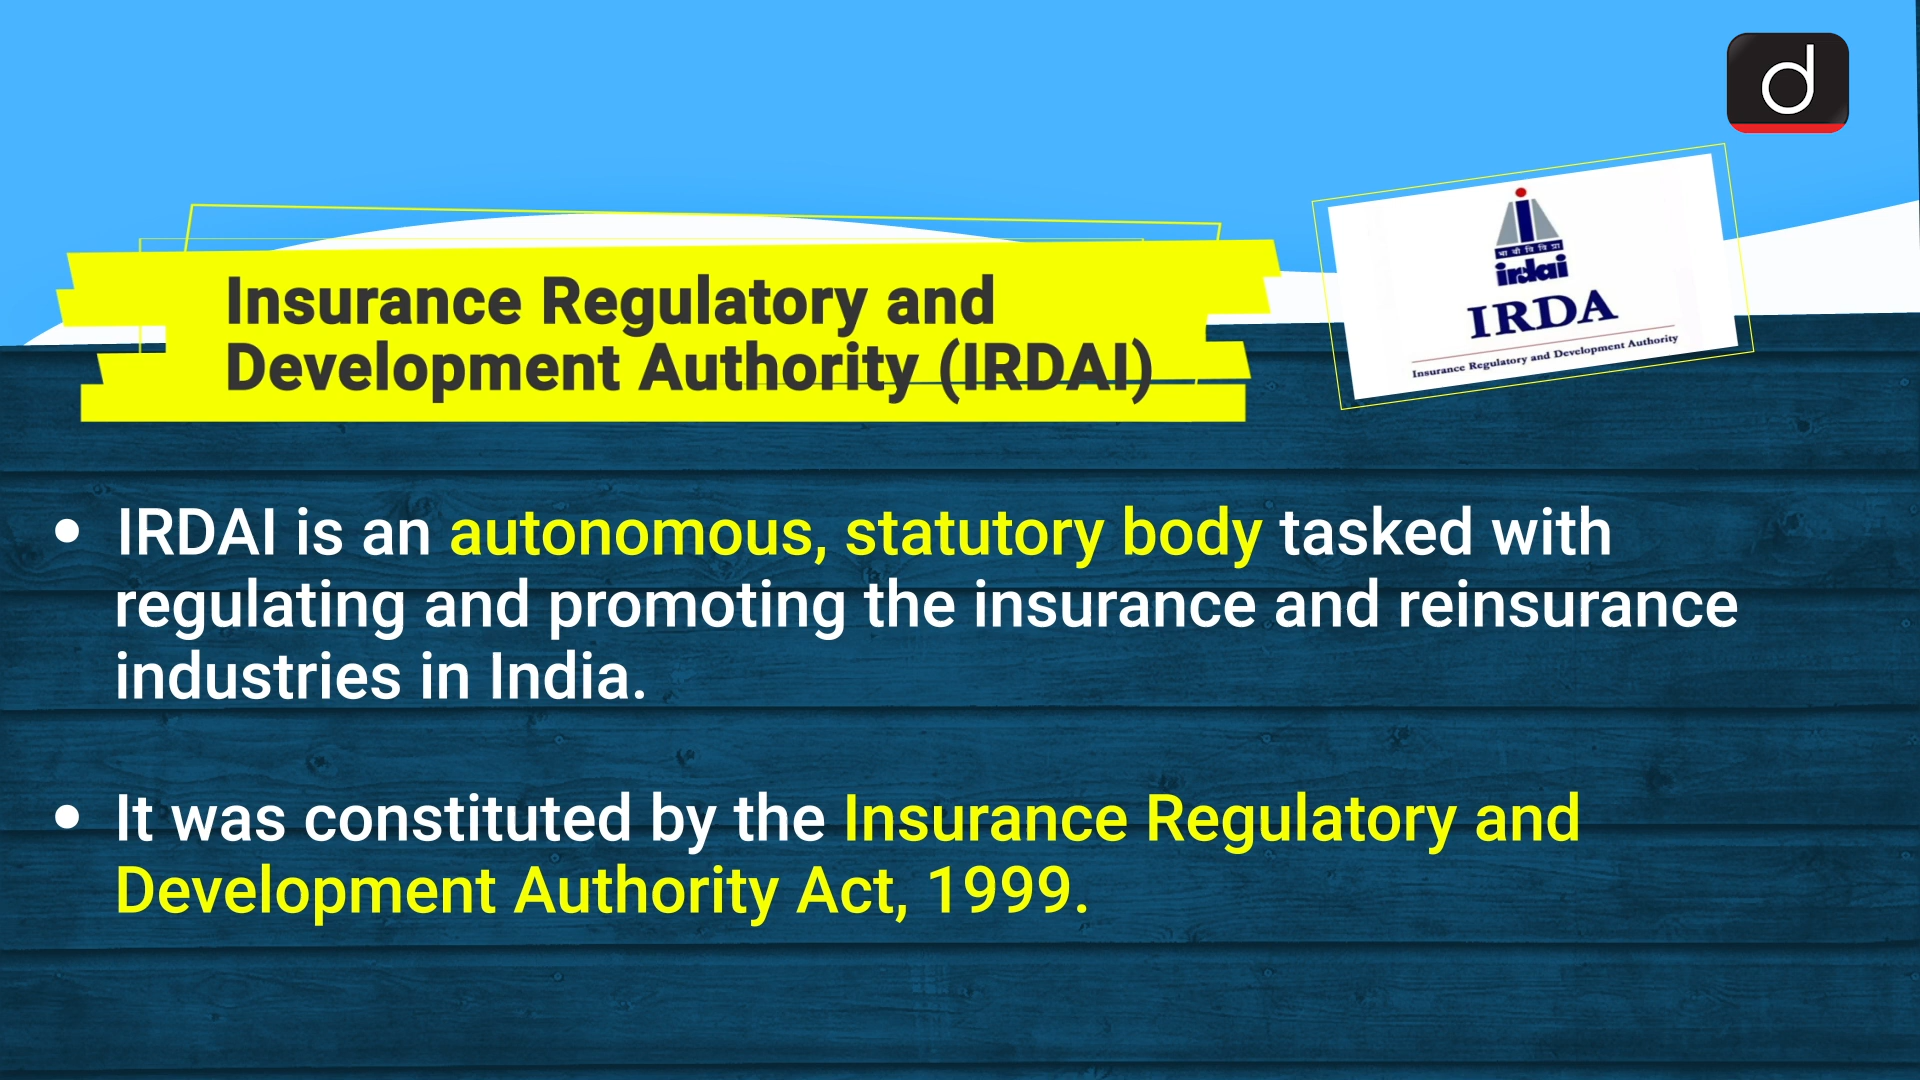 d
Insurance Regulatory and
Development Authority (IRDAI)
भा बी वि वि प्रा
irdai
IRDA
Insurance Regulatory and Development Authority
• IRDAI is an autonomous, statutory body tasked with
regulating and promoting the insurance and reinsurance
industries in India.
• It was constituted by the Insurance Regulatory and
Development Authority Act, 1999.